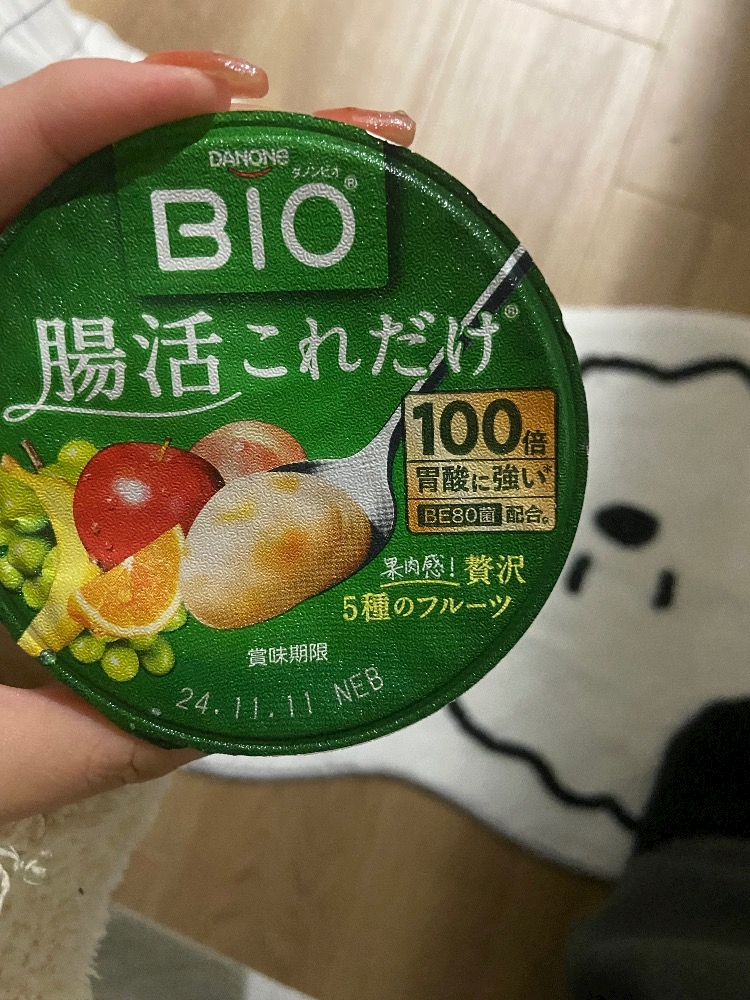 DANONE
ダノンビオ
BIO®
腸活これだけ®
100倍
胃酸に強い*
BE80菌 配合。
果肉感!贅沢
5種のフルーツ
賞味期限
24.11.11 NEB